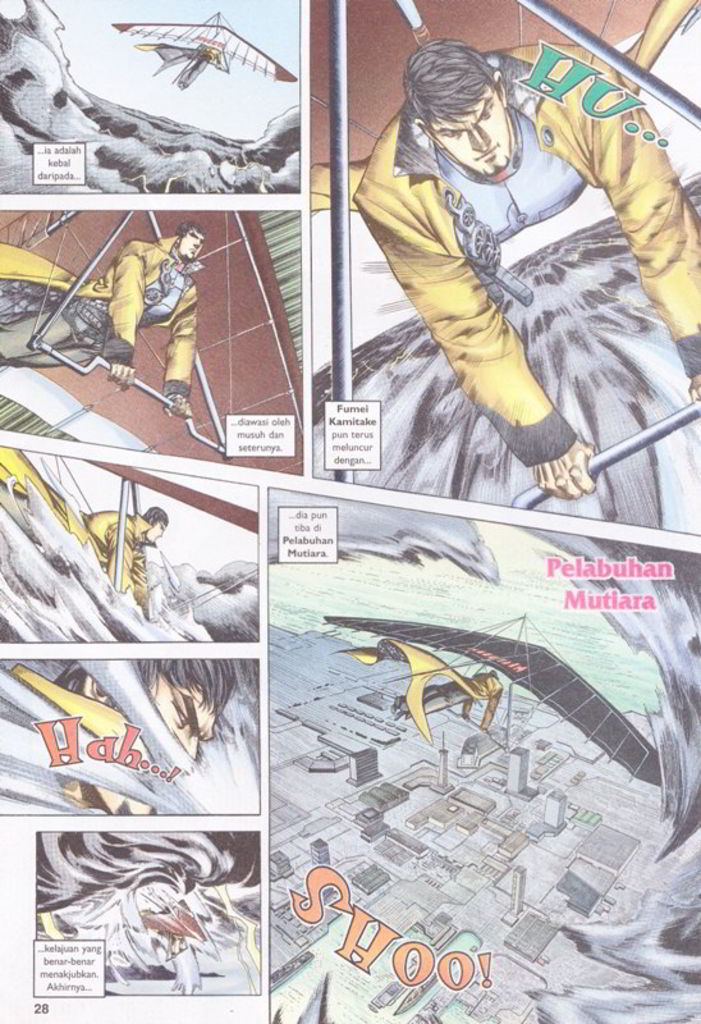 ...ia adalah
kebal
daripada...
HU...
...diawasi oleh
musuh dan
seterunya.
Fumei
Kamitake
pun terus
meluncur
dengan...
Hah...!
...kelajuan yang
benar-benar
menakjubkan.
Akhirnya...
...dia pun
tiba di
Pelabuhan
Mutiara.
Pelabuhan
Mutiara
SHOO!
28